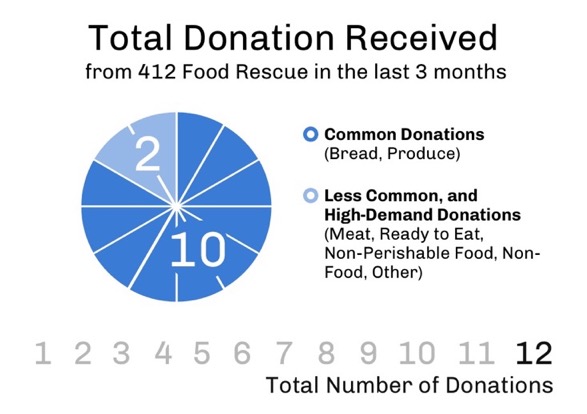 Total Donation Received
from 412 Food Rescue in the last 3 months
2
10
Common Donations
(Bread, Produce)
Less Common, and
High-Demand Donations
(Meat, Ready to Eat,
Non-Perishable Food, Non-
Food, Other)
1 2 3 4 5 6 7 8 9 10 11 12
Total Number of Donations